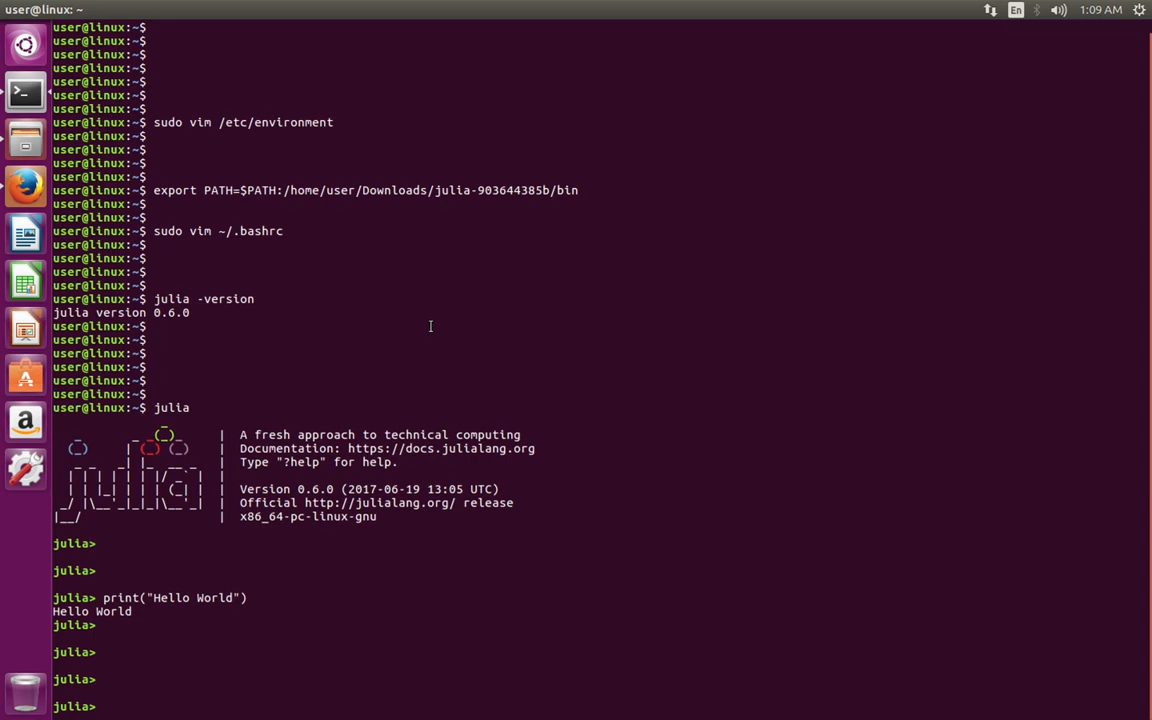 user@linux: ~
En
1:09 AM
user@linux:~$
user@linux:~$
user@linux:~$
user@linux:~$
user@linux:~$
user@linux:~$
user@linux:~$
user@linux:~$ sudo vim /etc/environment
user@linux:~$
user@linux:~$
user@linux:~$
user@linux:~$
user@linux:~$ export PATH=$PATH:/home/user/Downloads/julia-903644385b/bin
user@linux:~$
user@linux:~$
user@linux:~$ sudo vim ~/.bashrc
user@linux:~$
user@linux:~$
user@linux:~$
user@linux:~$
user@linux:~$ julia -version
julia version 0.6.0
user@linux:~$
user@linux:~$
user@linux:~$
user@linux:~$
user@linux:~$
user@linux:~$
user@linux:~$ julia
julia
| A fresh approach to technical computing
| Documentation: https://docs.julialang.org
| Type "?help" for help.
|
| Version 0.6.0 (2017-06-19 13:05 UTC)
| Official http://julialang.org/ release
| x86_64-pc-linux-gnu
julia>
julia>
julia> print("Hello World")
Hello World
julia>
julia>
julia>
julia>